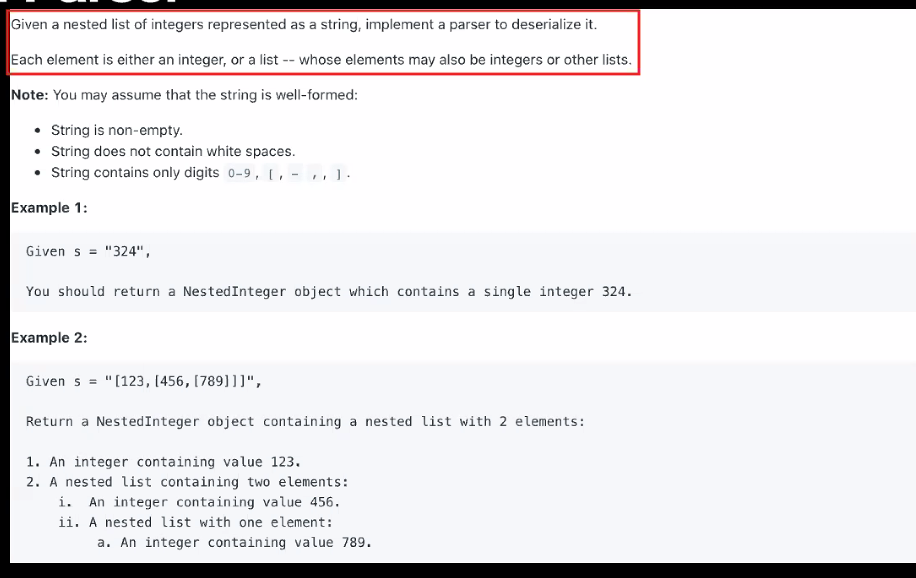 Given a nested list of integers represented as a string, implement a parser to deserialize it.
Each element is either an integer, or a list -- whose elements may also be integers or other lists.
Note: You may assume that the string is well-formed:
• String is non-empty.
• String does not contain white spaces.
• String contains only digits 0-9, [, - ,, ].
Example 1:
Given s = "324",
You should return a NestedInteger object which contains a single integer 324.
Example 2:
Given s = "[123,[456,[789]]]",
Return a NestedInteger object containing a nested list with 2 elements:
1. An integer containing value 123.
2. A nested list containing two elements:
i. An integer containing value 456.
ii. A nested list with one element:
a. An integer containing value 789.